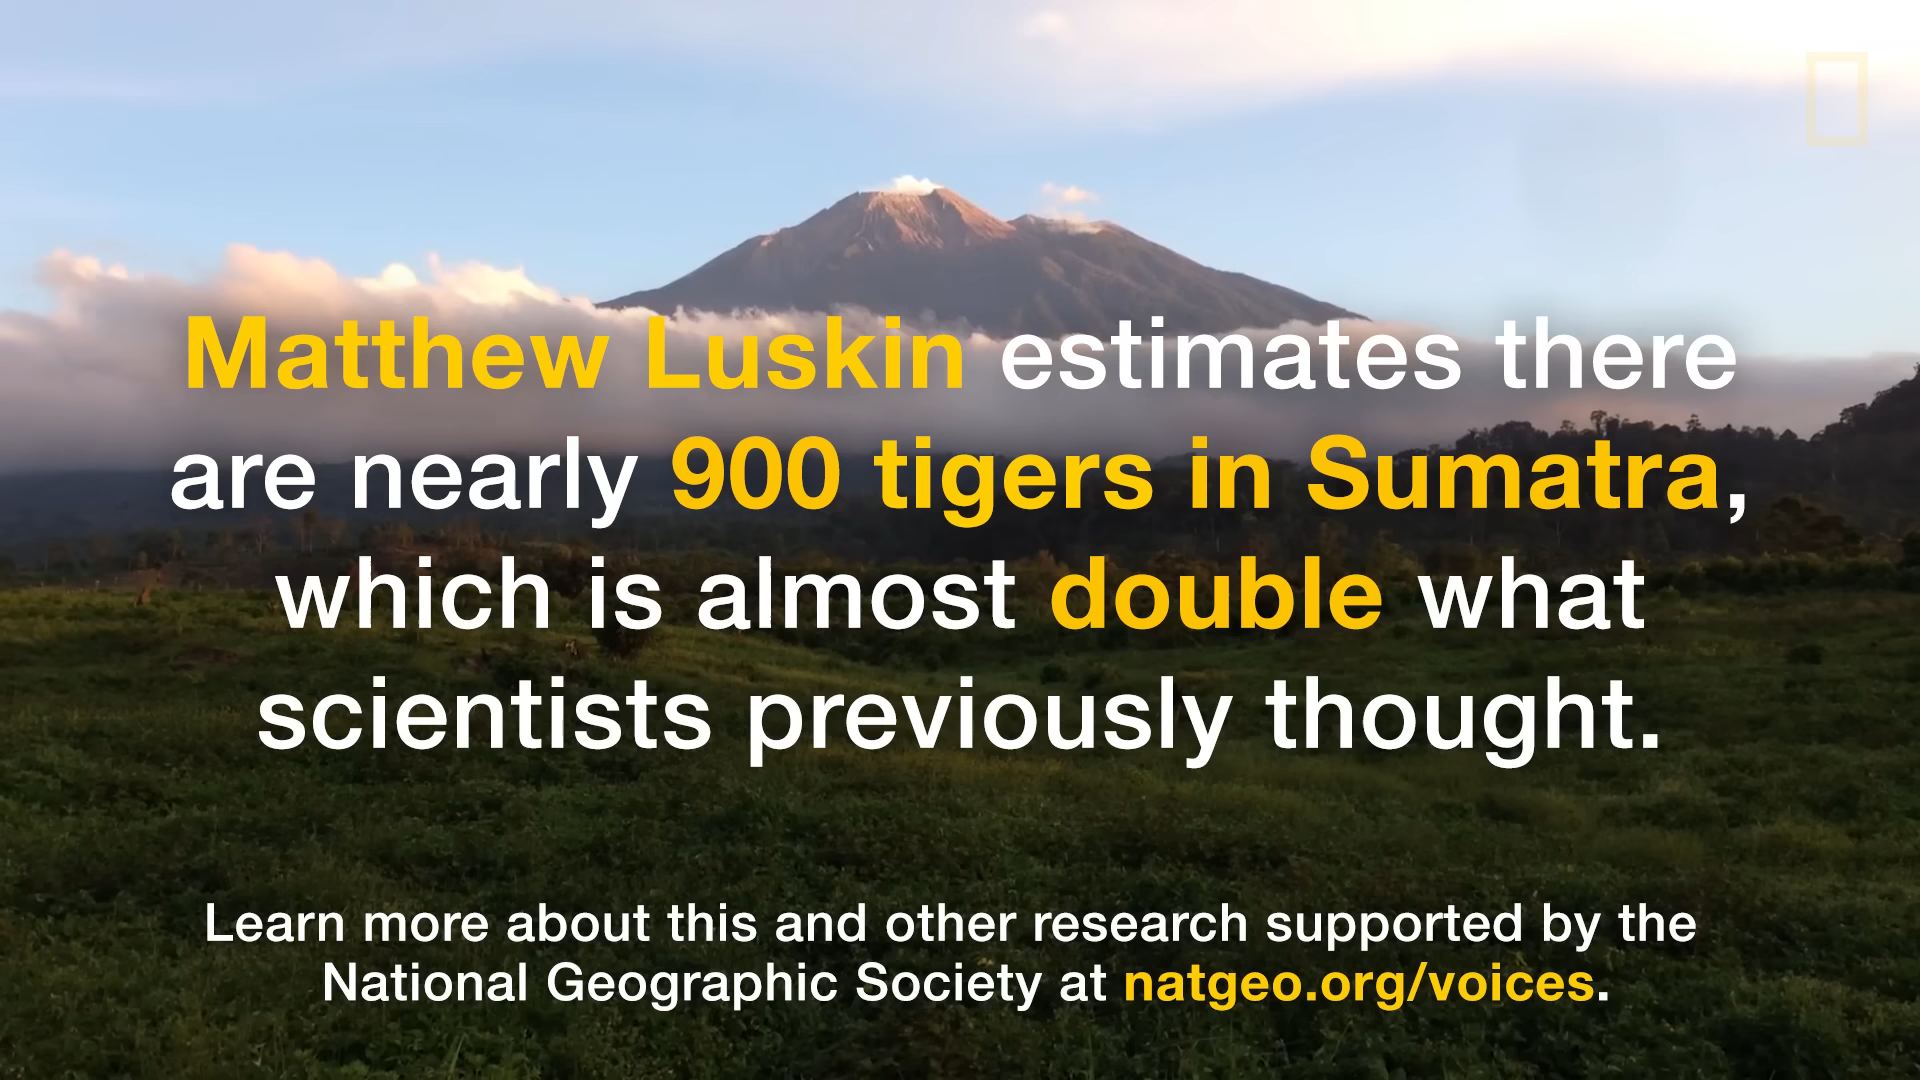 Matthew Luskin estimates there
are nearly 900 tigers in Sumatra,
which is almost double what
scientists previously thought.
Learn more about this and other research supported by the
National Geographic Society at natgeo.org/voices.